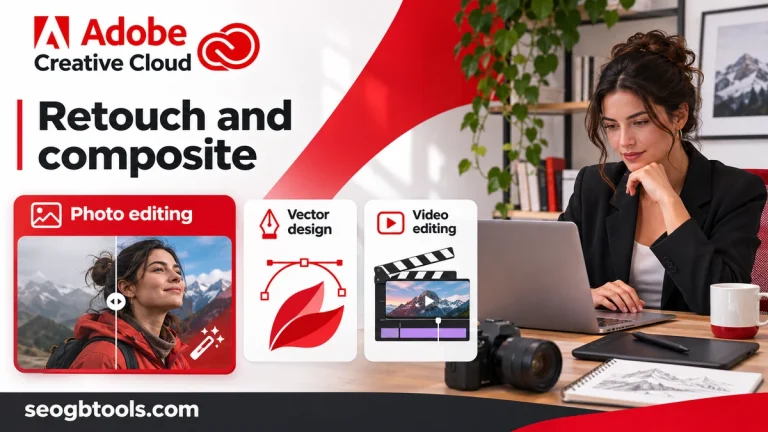 Adobe
Creative Cloud
Retouch and
composite
Photo editing
Vector
design
Video
editing
seogbtools.com